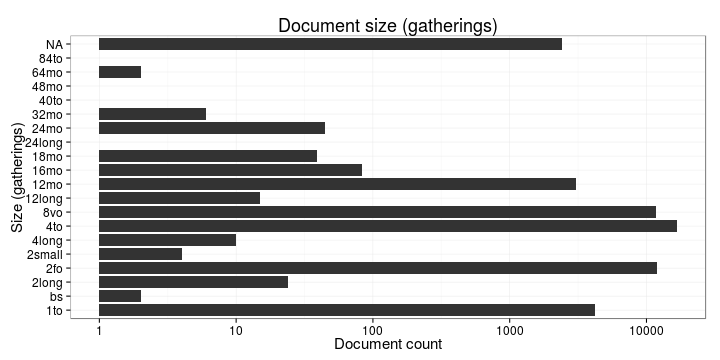 Document size (gatherings)
NA
84to
64mo
48mo
40to
32mo
24mo
24long
18mo
16mo
12mo
12long
8vo
4to
4long
2small
2fo
2long
bs
1to
Size (gatherings)
1 10 100 1000 10000
Document count